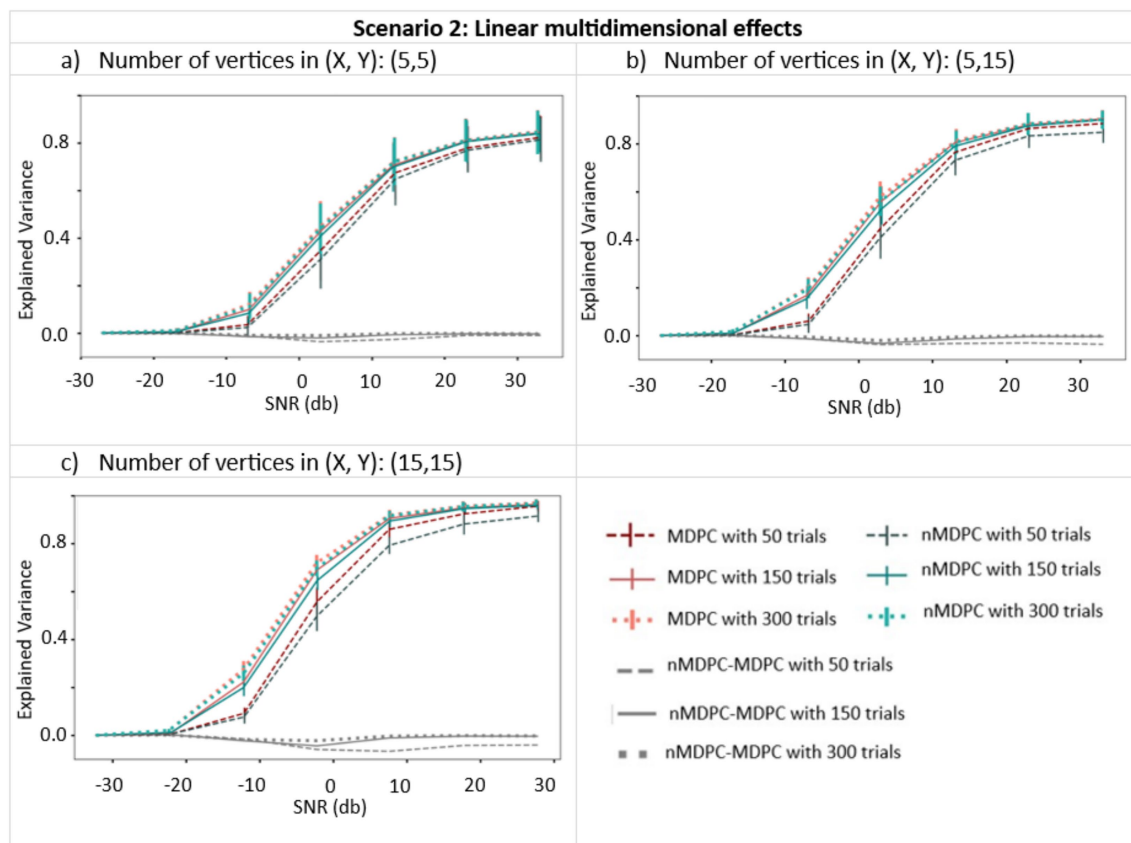 Scenario 2: Linear multidimensional effects
a) Number of vertices in (X, Y): (5,5)
b) Number of vertices in (X, Y): (5,15)
Explained Variance
0.8
0.4
0.0
-30 -20 -10 0 10 20 30
SNR (db)
Explained Variance
0.8
0.4
0.0
-30 -20 -10 0 10 20 30
SNR (db)
c) Number of vertices in (X, Y): (15,15)
Explained Variance
0.8
0.4
0.0
-30 -20 -10 0 10 20 30
SNR (db)
MDPC with 50 trials
nMDPC with 50 trials
MDPC with 150 trials
nMDPC with 150 trials
MDPC with 300 trials
nMDPC with 300 trials
nMDPC-MDPC with 50 trials
nMDPC-MDPC with 150 trials
nMDPC-MDPC with 300 trials